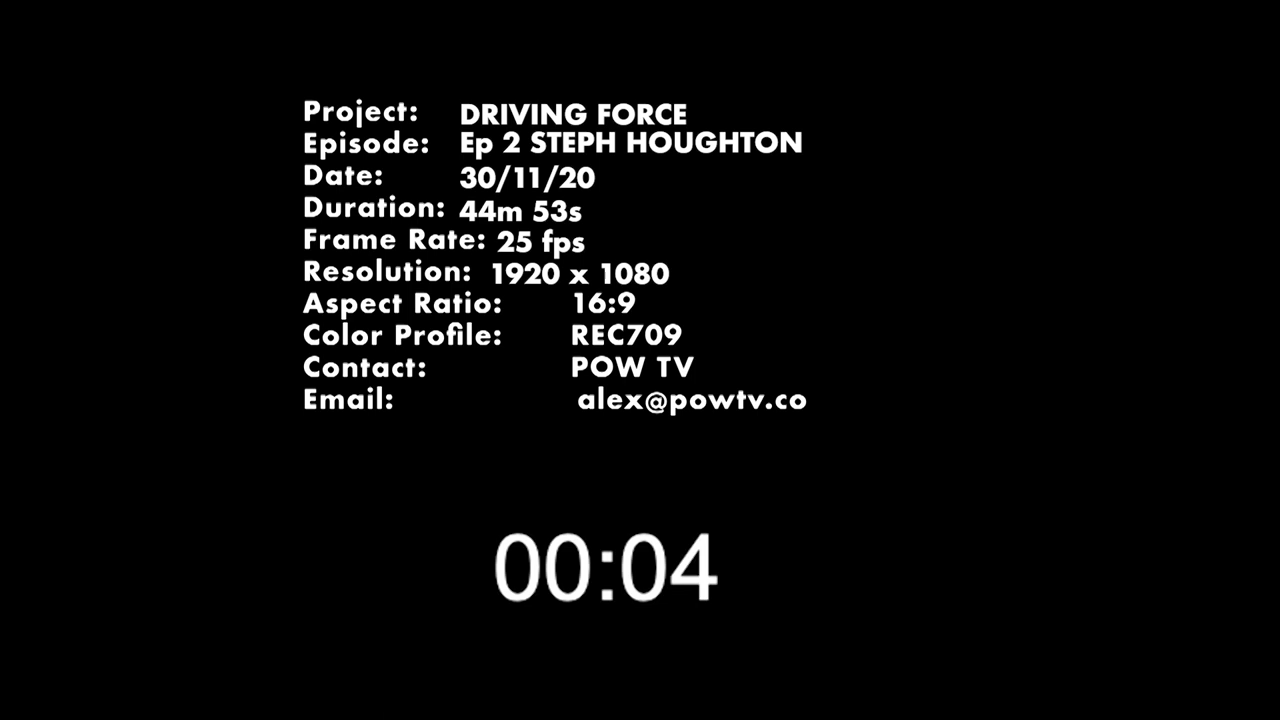 Project: DRIVING FORCE
Episode: Ep 2 STEPH HOUGHTON
Date: 30/11/20
Duration: 44m 53s
Frame Rate: 25 fps
Resolution: 1920 x 1080
Aspect Ratio: 16:9
Color Profile: REC709
Contact: POW TV
Email: alex@powtv.co
00:04